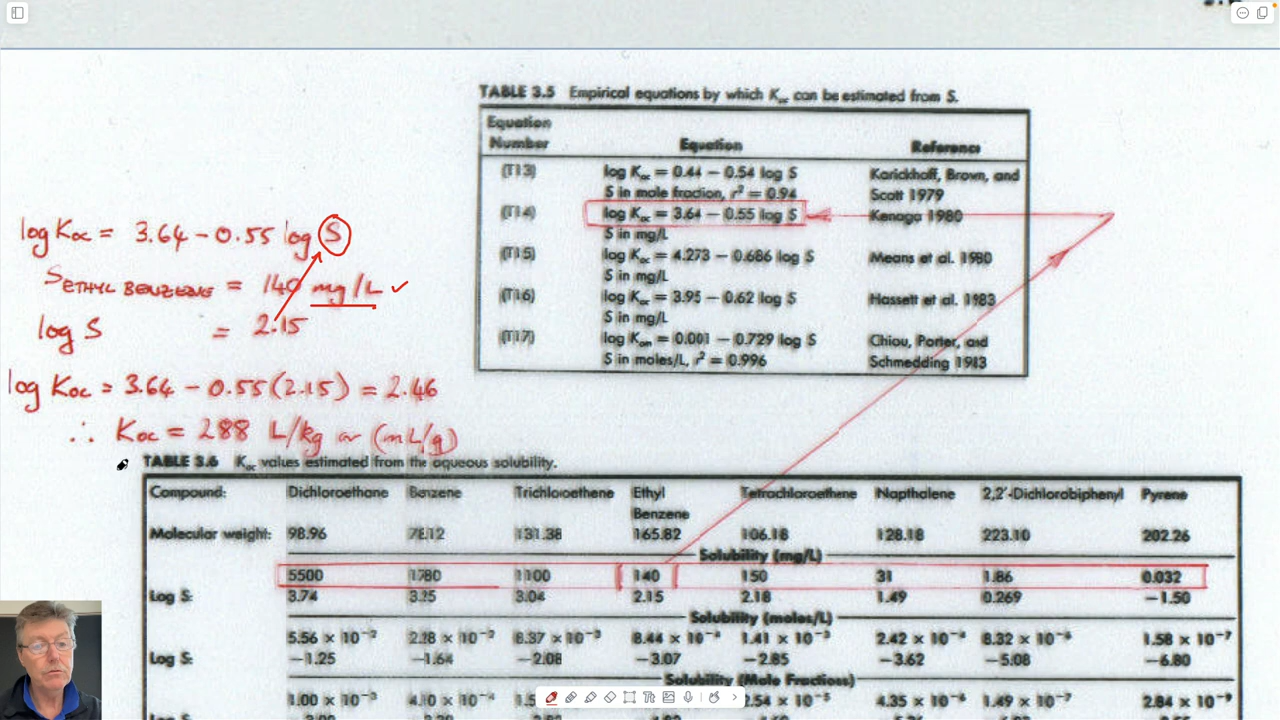 TABLE 3.5 Empirical equations by which Koc can be estimated from S.
Equation
Number Equation Reference
(T13) log Koc = 0.44 − 0.54 log S Karickhoff, Brown, and
S in mole fraction, r² = 0.94 Scott 1979
(T14) log Koc = 3.64 − 0.55 log S Kenaga 1980
S in mg/L
(T15) log Koc = 4.273 − 0.686 log S Means et al. 1980
S in mg/L
(T16) log Koc = 3.95 − 0.62 log S Hassett et al. 1983
S in mg/L
(T17) log Kom = 0.001 − 0.729 log S Chiou, Porter, and
S in moles/L, r² = 0.996 Schmedding 1983
log Koc = 3.64 − 0.55 log S
S ETHYL BENZENE = 140 mg/L ✓
log S = 2.15
log Koc = 3.64 − 0.55(2.15) = 2.46
∴ Koc = 288 L/kg or (mL/g)
TABLE 3.6 Koc values estimated from the aqueous solubility.
Compound: Dichloroethane Benzene Trichloroethene Ethyl Benzene Tetrachloroethene Napthalene 2,2'-Dichlorobiphenyl Pyrene
Molecular weight: 98.96 78.12 131.38 165.82 106.18 128.18 223.10 202.26
Solubility (mg/L)
5500 1780 1100 140 150 31 1.86 0.032
Log S: 3.74 3.25 3.04 2.15 2.18 1.49 0.269 −1.50
Solubility (moles/L)
5.56 × 10⁻² 2.28 × 10⁻² 8.37 × 10⁻³ 8.44 × 10⁻⁴ 1.41 × 10⁻³ 2.42 × 10⁻⁴ 8.32 × 10⁻⁶ 1.58 × 10⁻⁷
Log S: −1.25 −1.64 −2.08 −3.07 −2.85 −3.62 −5.08 −6.80
Solubility (Mole Fractions)
1.00 × 10⁻³ 4.10 × 10⁻⁴ 2.54 × 10⁻⁵ 4.35 × 10⁻⁶ 1.49 × 10⁻⁷ 2.84 × 10⁻⁹